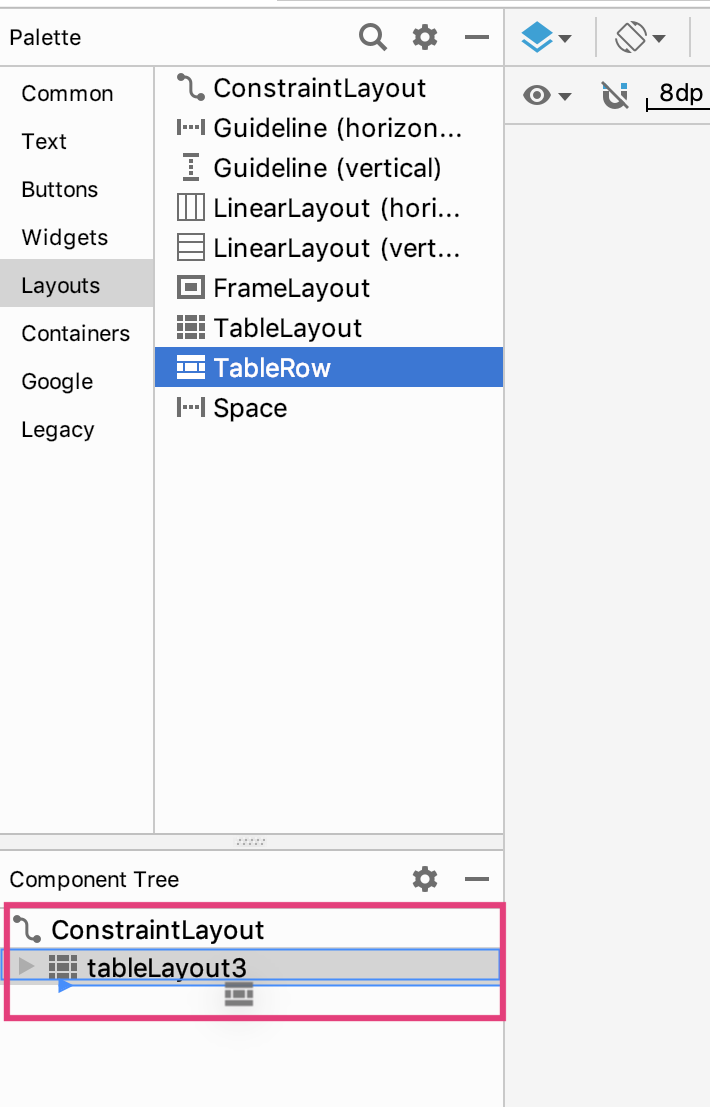 Palette
Common
Text
Buttons
Widgets
Layouts
Containers
Google
Legacy
ConstraintLayout
Guideline (horizon...
Guideline (vertical)
LinearLayout (hori...
LinearLayout (vert...
FrameLayout
TableLayout
TableRow
Space
8dp
Component Tree
ConstraintLayout
tableLayout3